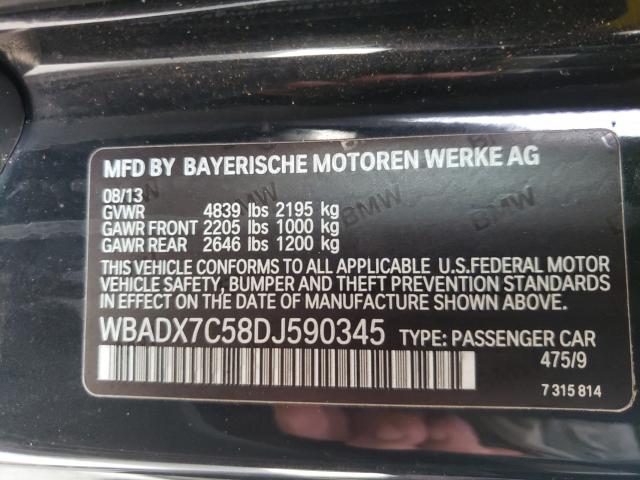 MFD BY BAYERISCHE MOTOREN WERKE AG
08/13
GVWR 4839 lbs 2195 kg
GAWR FRONT 2205 lbs 1000 kg
GAWR REAR 2646 lbs 1200 kg
THIS VEHICLE CONFORMS TO ALL APPLICABLE U.S.FEDERAL MOTOR
VEHICLE SAFETY, BUMPER AND THEFT PREVENTION STANDARDS
IN EFFECT ON THE DATE OF MANUFACTURE SHOWN ABOVE.
WBADX7C58DJ590345 TYPE: PASSENGER CAR
475/9
7 315 814